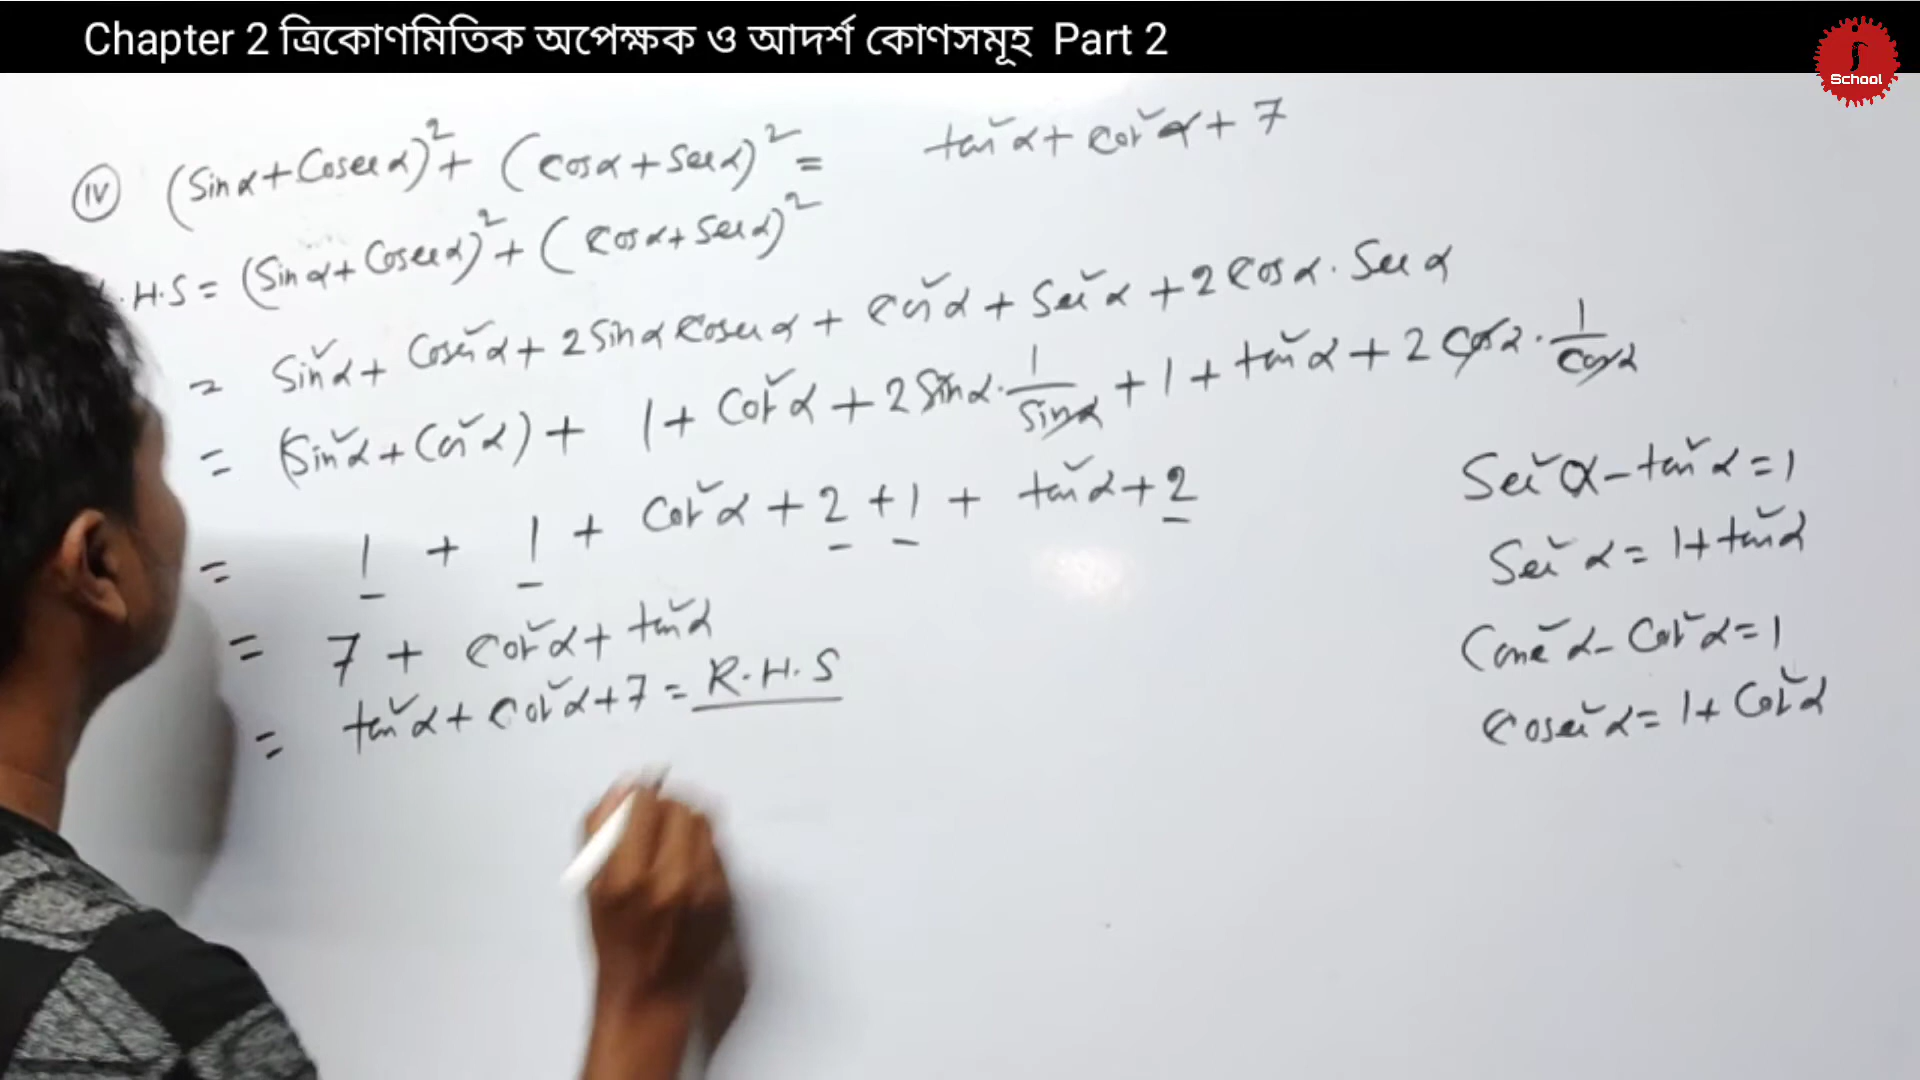 Chapter 2 ত্রিকোণমিতিক অপেক্ষক ও আদর্শ কোণসমূহ Part 2
School
(iv) (Sinα+Cosecα)²+ (Cosα+Secα)² = tan²α+ Cot²α+ 7
.H.S = (Sinα+ Cosecα)²+ (Cosα+Secα)²
= Sin²α+ Cosec²α+ 2Sinα Cosecα + Cos²α + Sec²α +2Cosα. Secα
= (Sin²α+Cos²α) + 1+ Cot²α +2Sinα. 1/Sinα +1+ tan²α +2Cosα. 1/Cosα
= 1 + 1 + Cot²α +2 +1 + tan²α+2
= 7 + Cot²α+ tan²α
= tan²α+ Cot²α+7 = R.H.S
Sec²α-tan²α=1
Sec²α= 1+tan²α
Cosec²α-Cot²α=1
Cosec²α= 1+ Cot²α